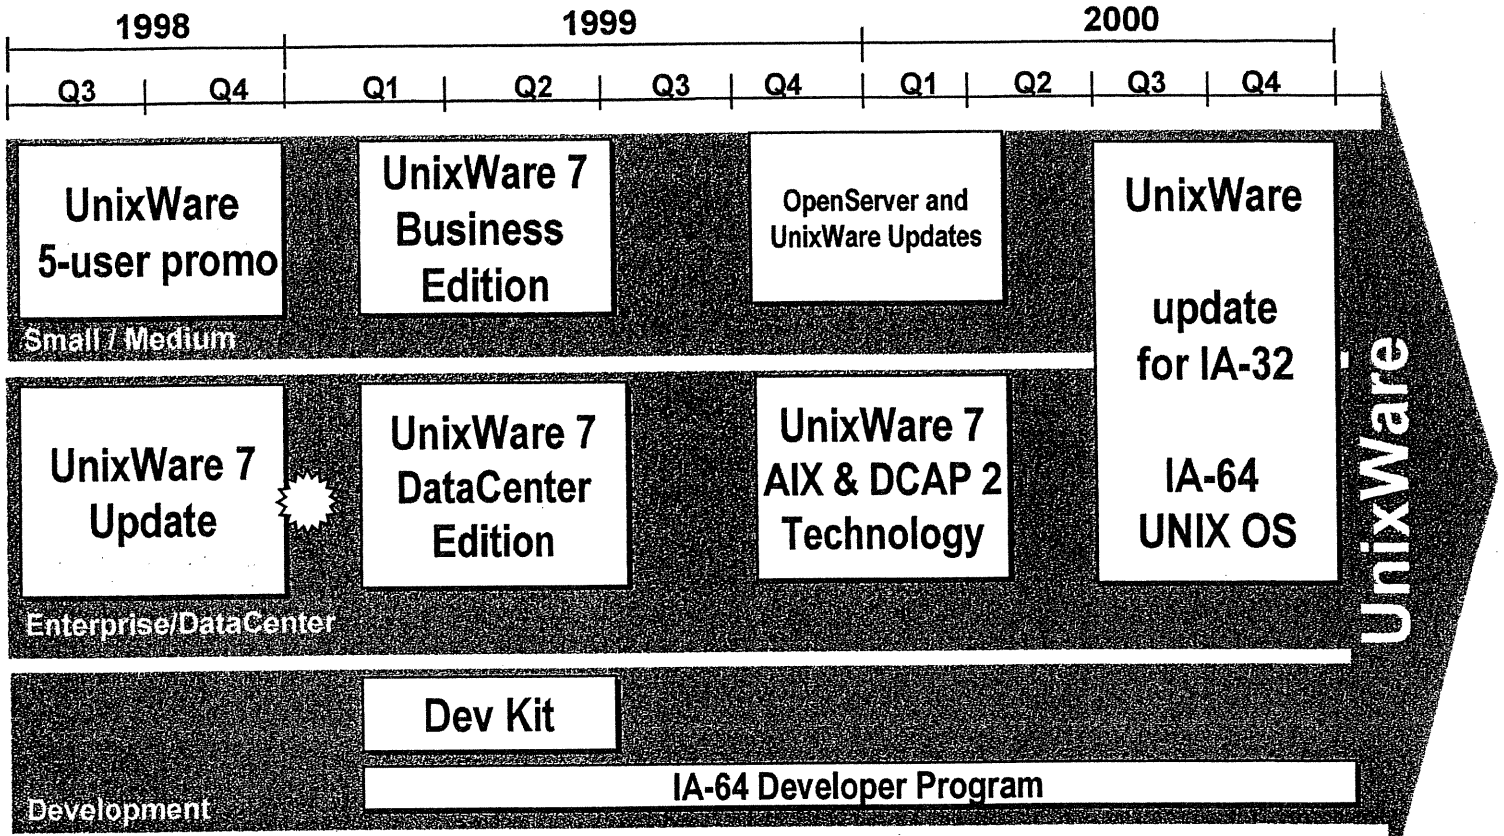 1998
1999
2000
Q3
Q4
Q1
Q2
Q3
Q4
Q1
Q2
Q3
Q4
UnixWare
5-user promo
UnixWare 7
Business
Edition
OpenServer and
UnixWare Updates
UnixWare
update
for IA-32
IA-64
UNIX OS
Small / Medium
UnixWare 7
Update
UnixWare 7
DataCenter
Edition
UnixWare 7
AIX & DCAP 2
Technology
Enterprise/DataCenter
Dev Kit
IA-64 Developer Program
Development
UnixWare